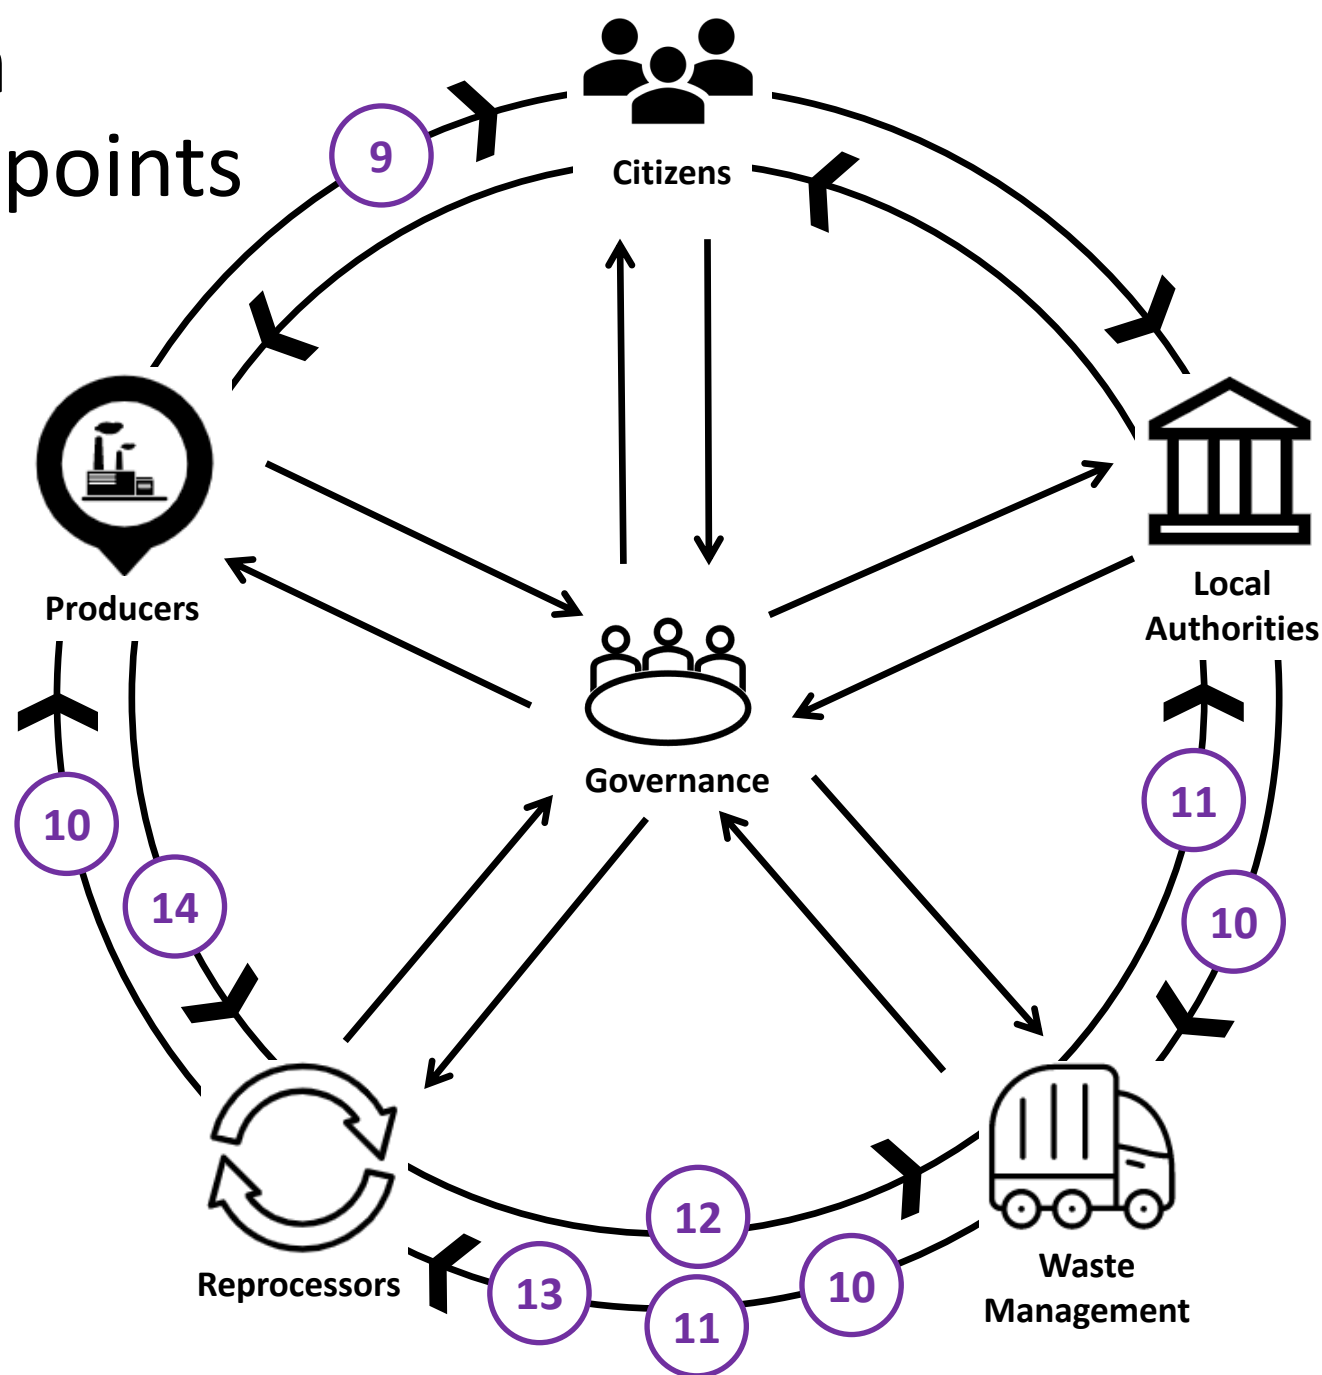 points
9
Citizens
Producers
Local
Authorities
Governance
10
14
11
10
12
13
11
10
Reprocessors
Waste
Management